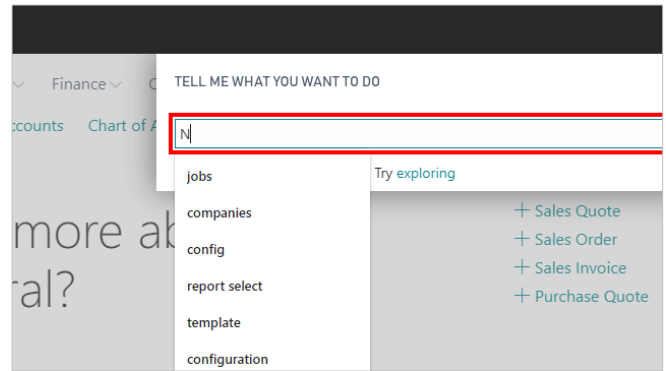 Finance
TELL ME WHAT YOU WANT TO DO
ccounts Chart of A
N
jobs
Try exploring
companies
config
report select
template
configuration
more ab
ral?
+ Sales Quote
+ Sales Order
+ Sales Invoice
+ Purchase Quote